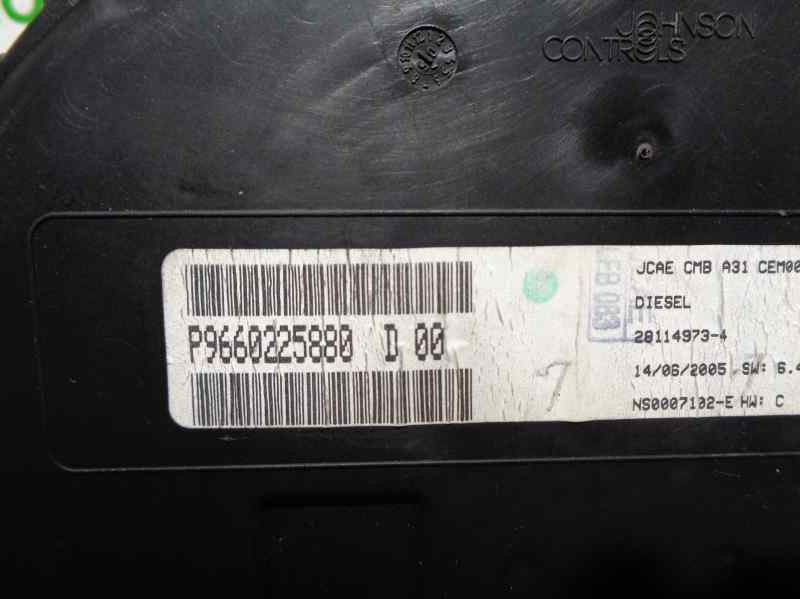 JOHNSON
CONTROLS
JCAE CMB A31 CEM00
DIESEL
28114973-4
14/06/2005 SW: 6.4
NS0007102-E HW: C
P9660225880 D 00
7